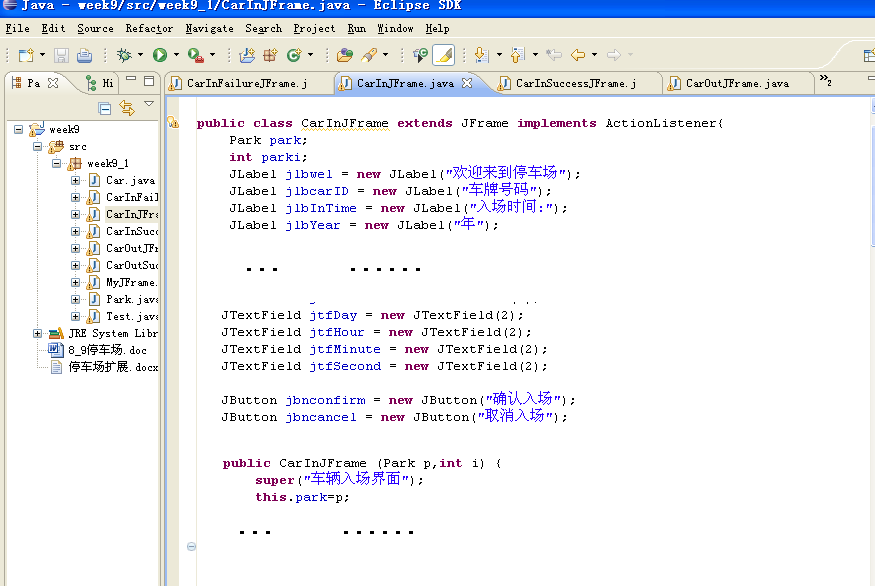 Java - week9/src/week9_1/CarInJFrame.java - Eclipse SDK
File Edit Source Refactor Navigate Search Project Run Window Help
Pa Hi
CarInFailureJFrame.j CarInJFrame.java CarInSuccessJFrame.j CarOutJFrame.java »2
week9
src
week9_1
Car.java
CarInFail
CarInJFra
CarInSucc
CarOutJFr
CarOutSuc
MyJFrame.
Park.java
Test.java
JRE System Libr
8_9停车场.doc
停车场扩展.docx
public class CarInJFrame extends JFrame implements ActionListener{
Park park;
int parki;
JLabel jlbwel = new JLabel("欢迎来到停车场");
JLabel jlbcarID = new JLabel("车牌号码");
JLabel jlbInTime = new JLabel("入场时间:");
JLabel jlbYear = new JLabel("年");
... ......
JTextField jtfDay = new JTextField(2);
JTextField jtfHour = new JTextField(2);
JTextField jtfMinute = new JTextField(2);
JTextField jtfSecond = new JTextField(2);
JButton jbnconfirm = new JButton("确认入场");
JButton jbncancel = new JButton("取消入场");
public CarInJFrame (Park p,int i) {
super("车辆入场界面");
this.park=p;
... ......